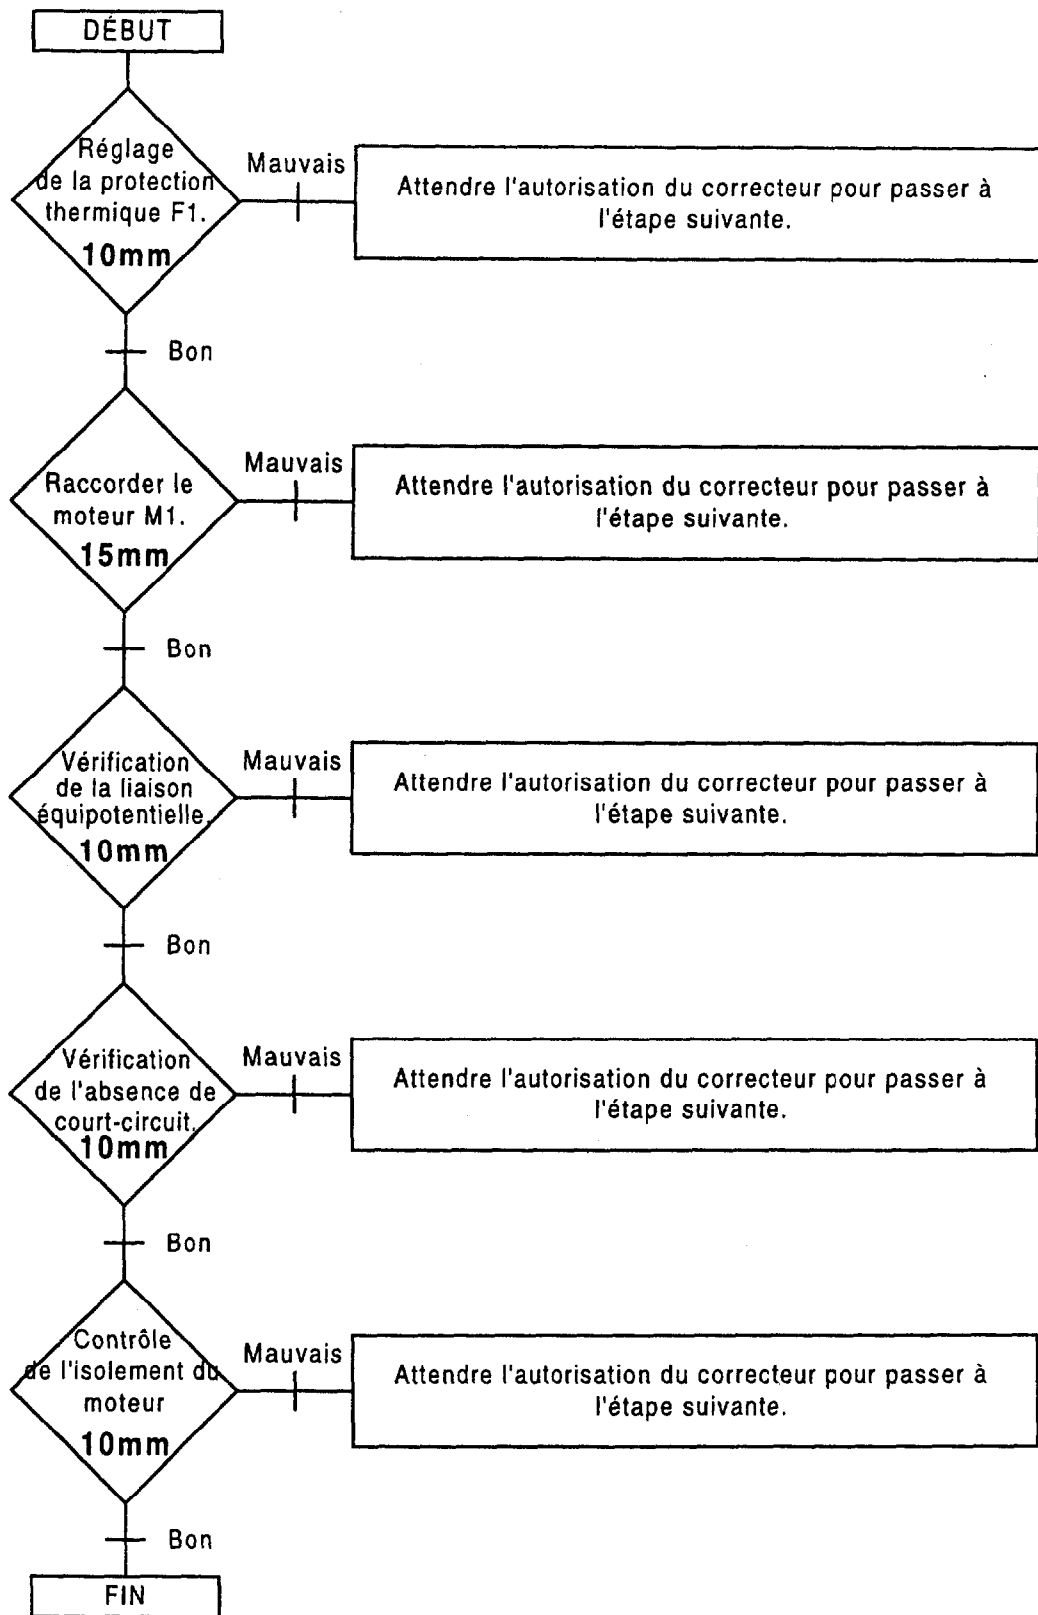 DÉBUT
Réglage
de la protection
thermique F1.
10mm
Mauvais
Attendre l'autorisation du correcteur pour passer à
l'étape suivante.
Bon
Raccorder le
moteur M1.
15mm
Mauvais
Attendre l'autorisation du correcteur pour passer à
l'étape suivante.
Bon
Vérification
de la liaison
équipotentielle.
10mm
Mauvais
Attendre l'autorisation du correcteur pour passer à
l'étape suivante.
Bon
Vérification
de l'absence de
court-circuit.
10mm
Mauvais
Attendre l'autorisation du correcteur pour passer à
l'étape suivante.
Bon
Contrôle
de l'isolement du
moteur
10mm
Mauvais
Attendre l'autorisation du correcteur pour passer à
l'étape suivante.
Bon
FIN